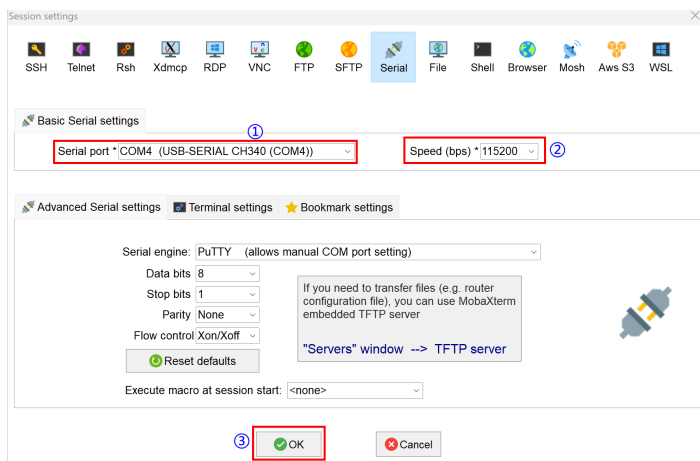 Session settings
SSH Telnet Rsh Xdmcp RDP VNC FTP SFTP Serial File Shell Browser Mosh Aws S3 WSL
Basic Serial settings
①
Serial port * COM4 (USB-SERIAL CH340 (COM4)) Speed (bps) * 115200 ②
Advanced Serial settings Terminal settings Bookmark settings
Serial engine: PuTTY (allows manual COM port setting)
Data bits 8
Stop bits 1
Parity None
Flow control Xon/Xoff
Reset defaults
If you need to transfer files (e.g. router
configuration file), you can use MobaXterm
embedded TFTP server
"Servers" window --> TFTP server
Execute macro at session start: <none>
③ OK Cancel